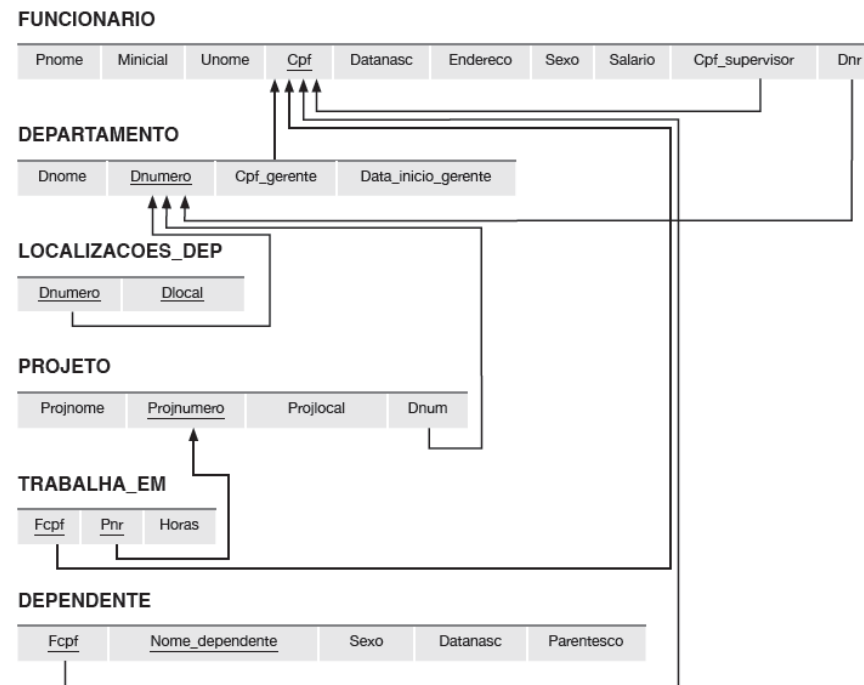 FUNCIONARIO
Pnome Minicial Unome Cpf Datanasc Endereco Sexo Salario Cpf_supervisor Dnr
DEPARTAMENTO
Dnome Dnumero Cpf_gerente Data_inicio_gerente
LOCALIZACOES_DEP
Dnumero Dlocal
PROJETO
Projnome Projnumero Projlocal Dnum
TRABALHA_EM
Fcpf Pnr Horas
DEPENDENTE
Fcpf Nome_dependente Sexo Datanasc Parentesco